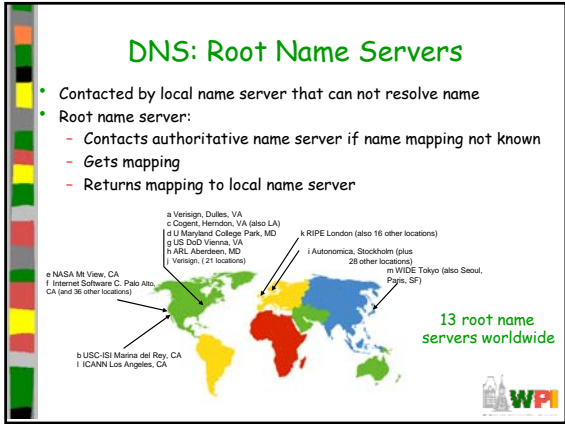 DNS: Root Name Servers
• Contacted by local name server that can not resolve name
• Root name server:
– Contacts authoritative name server if name mapping not known
– Gets mapping
– Returns mapping to local name server
a Verisign, Dulles, VA
c Cogent, Herndon, VA (also LA)
d U Maryland College Park, MD
g US DoD Vienna, VA
h ARL Aberdeen, MD
j Verisign, ( 21 locations)
k RIPE London (also 16 other locations)
i Autonomica, Stockholm (plus
28 other locations)
m WIDE Tokyo (also Seoul,
Paris, SF)
e NASA Mt View, CA
f Internet Software C. Palo Alto,
CA (and 36 other locations)
b USC-ISI Marina del Rey, CA
l ICANN Los Angeles, CA
13 root name
servers worldwide
WPI